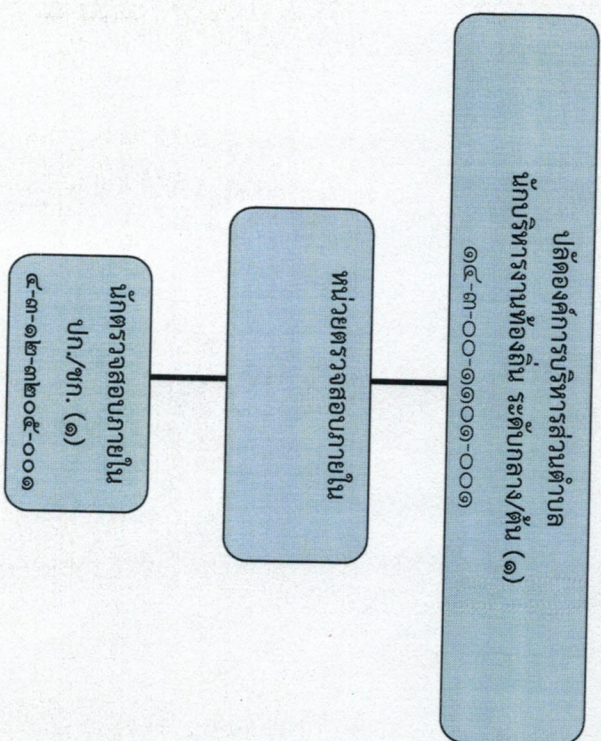 ปลัดองค์การบริหารส่วนตำบล
นักบริหารงานท้องถิ่น ระดับกลาง/ต้น (๑)
๑๔-๓-๐๐-๑๑๐๑-๐๐๑
หน่วยตรวจสอบภายใน
นักตรวจสอบภายใน
ปก./ชก. (๑)
๔-๓-๑๒-๓๒๐๕-๐๐๑